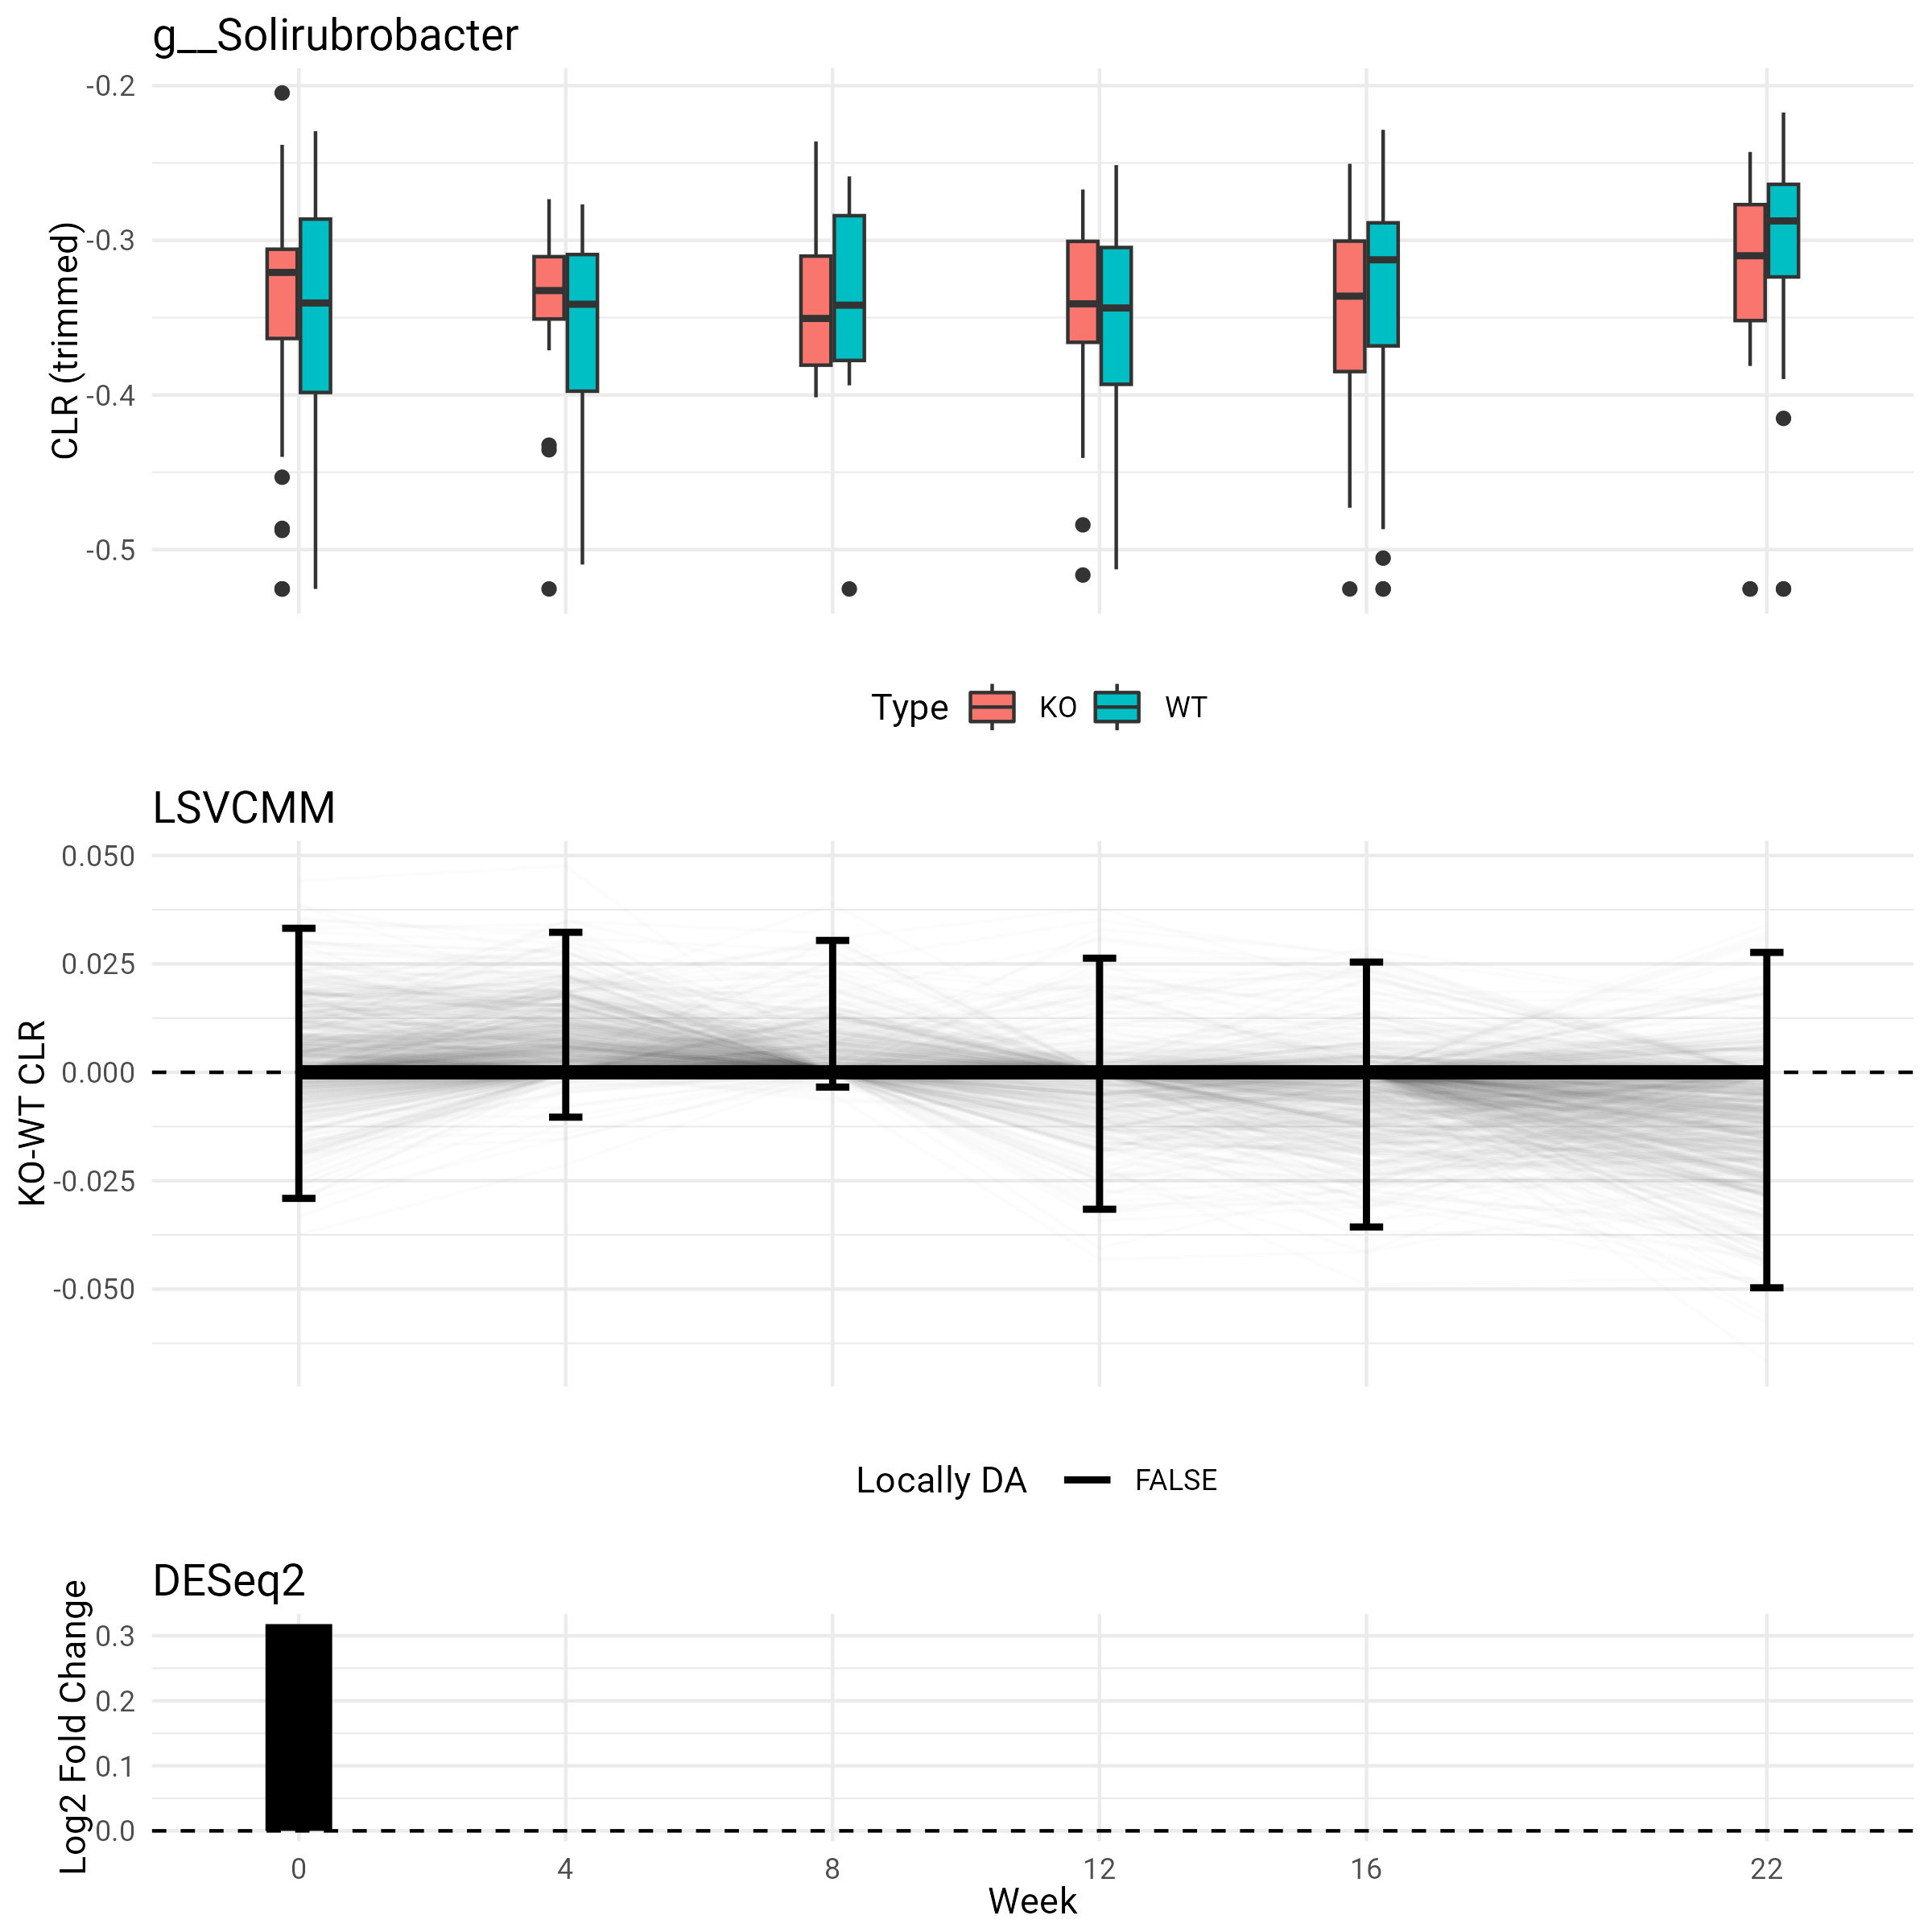 g__Solirubrobacter
CLR (trimmed)
-0.2
-0.3
-0.4
-0.5
Type KO WT
LSVCMM
KO-WT CLR
0.050
0.025
0.000
-0.025
-0.050
Locally DA FALSE
DESeq2
Log2 Fold Change
0.3
0.2
0.1
0.0
0 4 8 12 16 22
Week